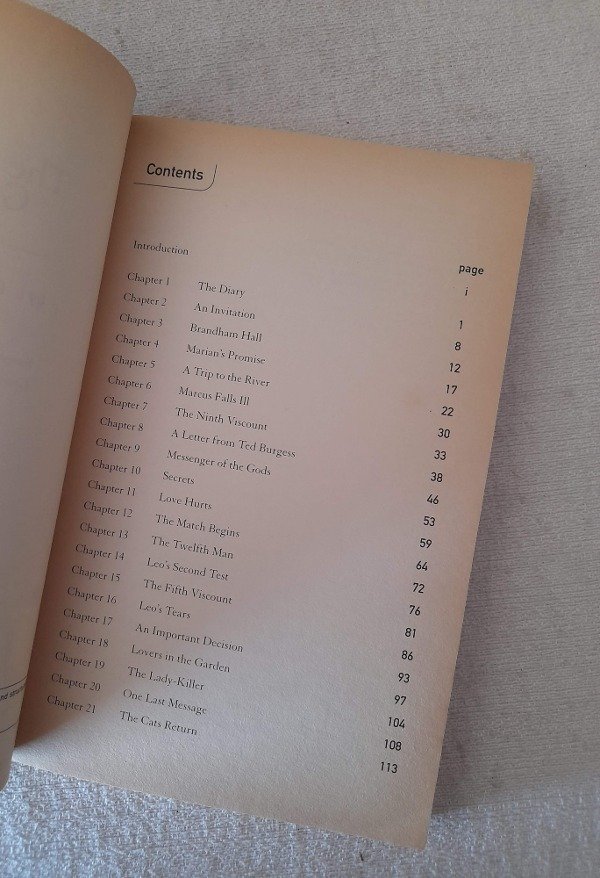 Contents
page
Introduction i
Chapter 1 The Diary 1
Chapter 2 An Invitation 8
Chapter 3 Brandham Hall 12
Chapter 4 Marian's Promise 17
Chapter 5 A Trip to the River 22
Chapter 6 Marcus Falls Ill 30
Chapter 7 The Ninth Viscount 33
Chapter 8 A Letter from Ted Burgess 38
Chapter 9 Messenger of the Gods 46
Chapter 10 Secrets 53
Chapter 11 Love Hurts 59
Chapter 12 The Match Begins 64
Chapter 13 The Twelfth Man 72
Chapter 14 Leo's Second Test 76
Chapter 15 The Fifth Viscount 81
Chapter 16 Leo's Tears 86
Chapter 17 An Important Decision 93
Chapter 18 Lovers in the Garden 97
Chapter 19 The Lady-Killer 104
Chapter 20 One Last Message 108
Chapter 21 The Cats Return 113